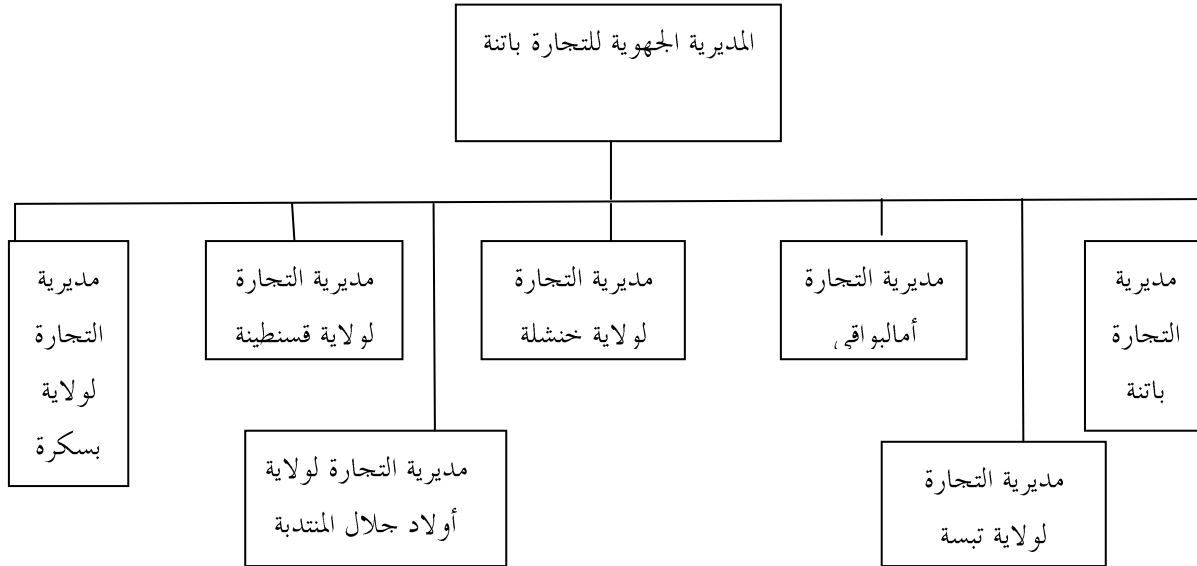 المديرية الجهوية للتجارة باتنة
مديرية
التجارة
باتنة
مديرية التجارة
أمالبواقي
مديرية التجارة
لولاية خنشلة
مديرية التجارة
لولاية قسنطينة
مديرية
التجارة
لولاية
بسكرة
مديرية التجارة
لولاية تبسة
مديرية التجارة لولاية
أولاد جلال المنتدبة